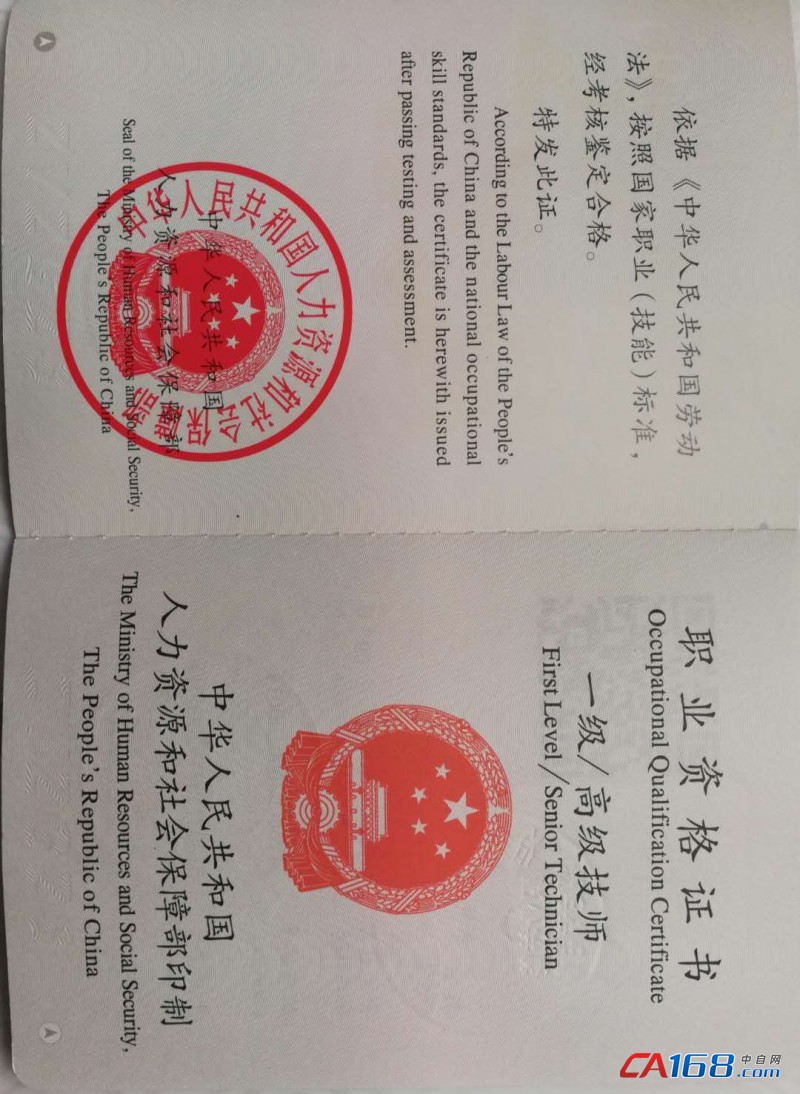 依据《中华人民共和国劳动
法》，按照国家职业（技能）标准，
经考核鉴定合格。
特发此证。
According to the Labour Law of the People's
Republic of China and the national occupational
skill standards, the certificate is herewith issued
after passing testing and assessment.
中华人民共和国
人力资源和社会保障部
Seal of the Ministry of Human Resources and Social Security,
The People's Republic of China
中华人民共和国人力资源和社会保障部
职业资格证书
Occupational Qualification Certificate
一级/高级技师
First Level/Senior Technician
中华人民共和国
人力资源和社会保障部印制
The Ministry of Human Resources and Social Security,
The People's Republic of China
CA168.com
中自网